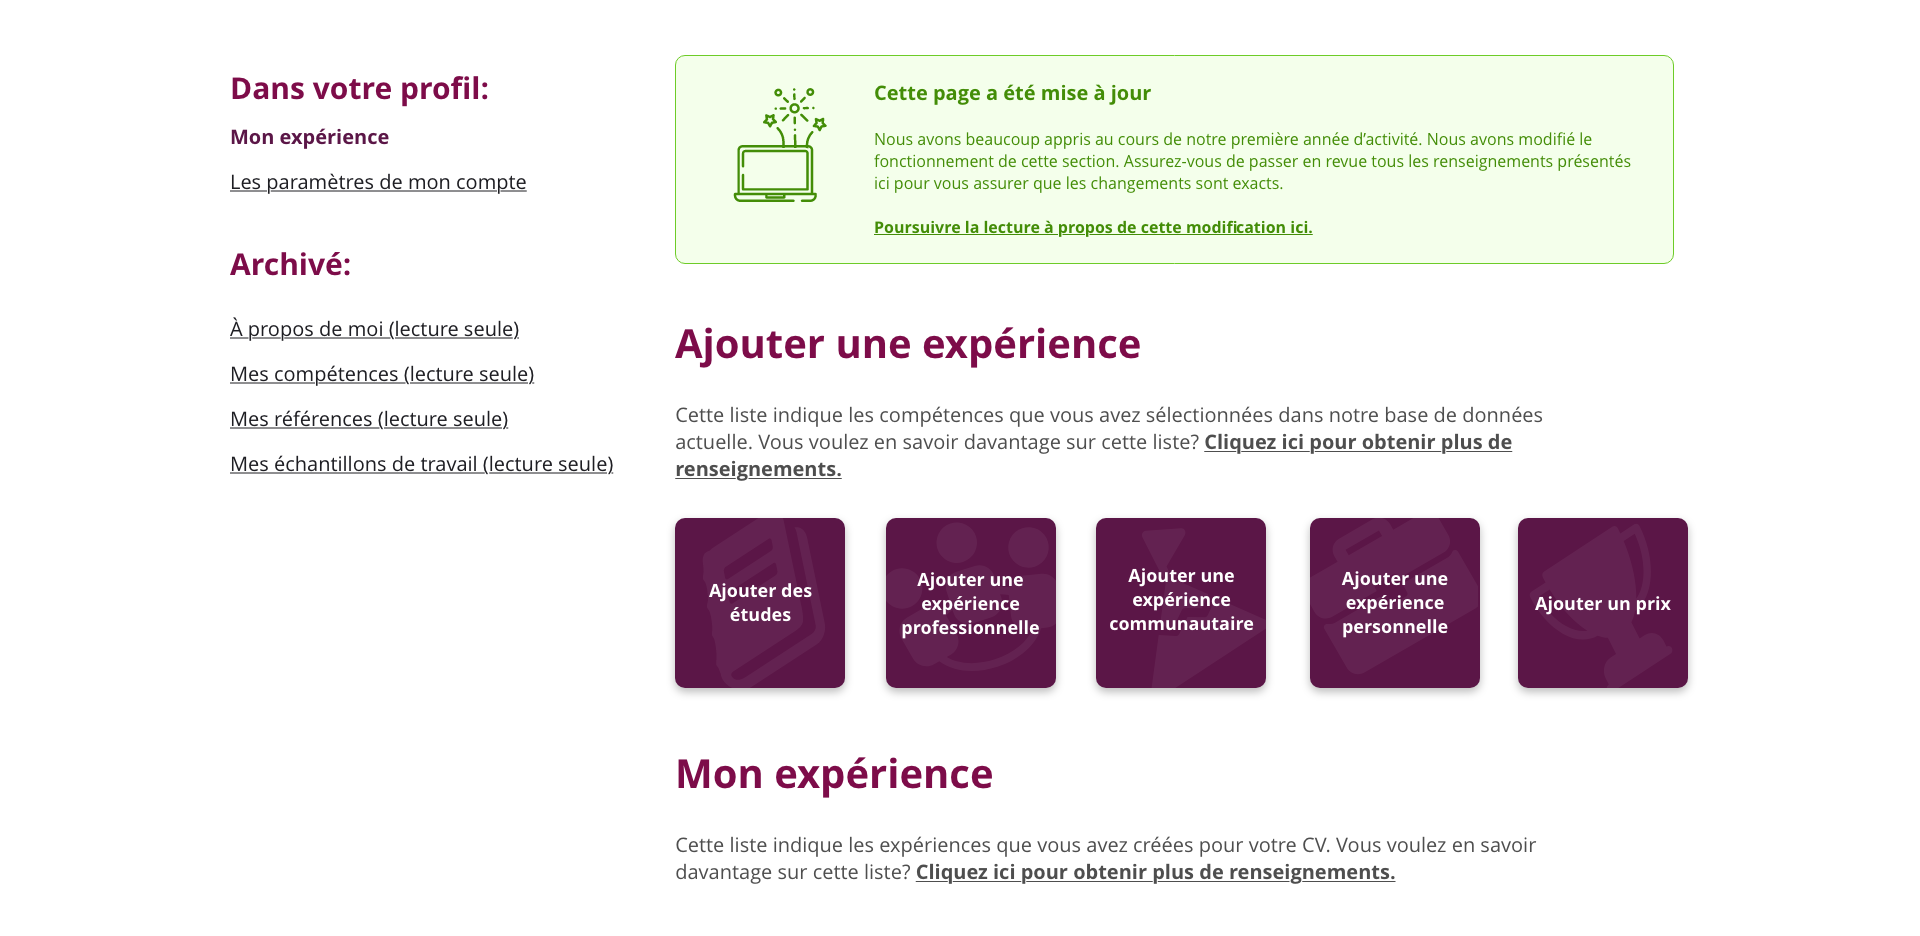 Dans votre profil:
Mon expérience
Les paramètres de mon compte
Archivé:
À propos de moi (lecture seule)
Mes compétences (lecture seule)
Mes références (lecture seule)
Mes échantillons de travail (lecture seule)
Cette page a été mise à jour
Nous avons beaucoup appris au cours de notre première année d’activité. Nous avons modifié le
fonctionnement de cette section. Assurez-vous de passer en revue tous les renseignements présentés
ici pour vous assurer que les changements sont exacts.
Poursuivre la lecture à propos de cette modification ici.
Ajouter une expérience
Cette liste indique les compétences que vous avez sélectionnées dans notre base de données
actuelle. Vous voulez en savoir davantage sur cette liste? Cliquez ici pour obtenir plus de
renseignements.
Ajouter des
études
Ajouter une
expérience
professionnelle
Ajouter une
expérience
communautaire
Ajouter une
expérience
personnelle
Ajouter un prix
Mon expérience
Cette liste indique les expériences que vous avez créées pour votre CV. Vous voulez en savoir
davantage sur cette liste? Cliquez ici pour obtenir plus de renseignements.